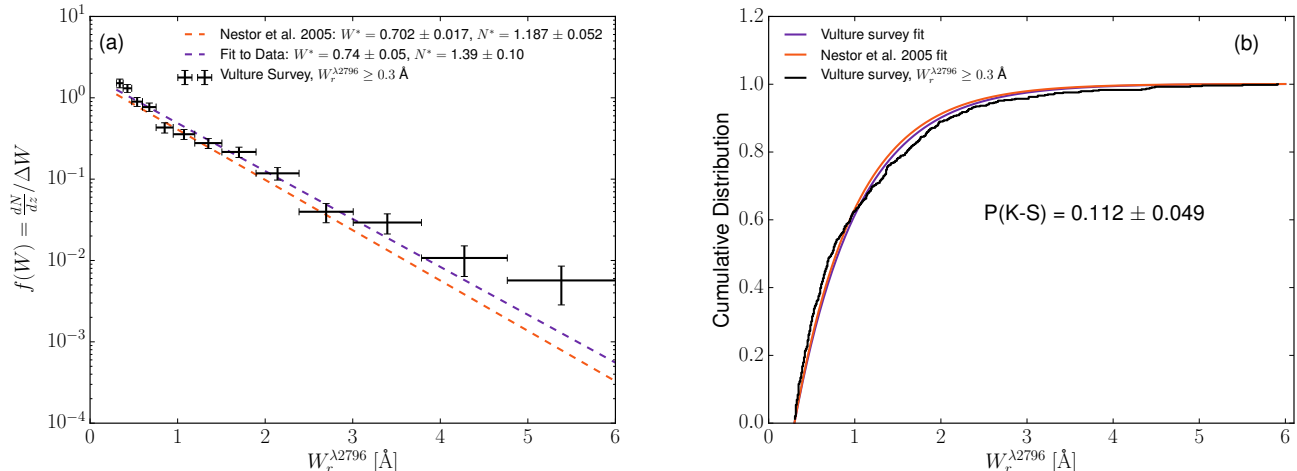 (a)
Nestor et al. 2005: W* = 0.702 ± 0.017, N* = 1.187 ± 0.052
Fit to Data: W* = 0.74 ± 0.05, N* = 1.39 ± 0.10
Vulture Survey, W_r^{λ2796} ≥ 0.3 Å
10^1
10^0
10^{-1}
10^{-2}
10^{-3}
10^{-4}
f(W) = \frac{dN}{dz}/ΔW
0 1 2 3 4 5 6
W_r^{λ2796} [Å]
(b)
Vulture survey fit
Nestor et al. 2005 fit
Vulture survey, W_r^{λ2796} ≥ 0.3 Å
P(K-S) = 0.112 ± 0.049
1.0
0.8
0.6
0.4
0.2
0.0
Cumulative Distribution
0 1 2 3 4 5 6
W_r^{λ2796} [Å]